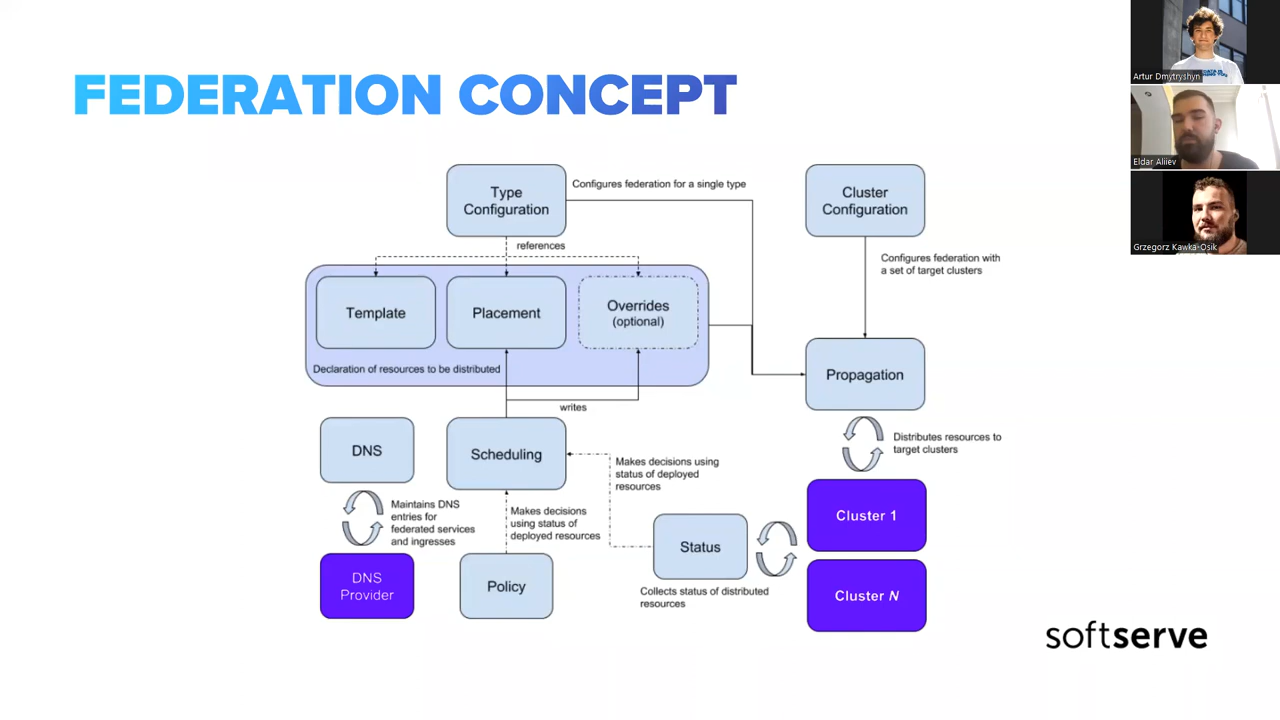 FEDERATION CONCEPT
Artur Dmytryshyn
Eldar Aliiev
Grzegorz Kawka-Osik
Type
Configuration
Configures federation for a single type
Cluster
Configuration
references
Configures federation with
a set of target clusters
Template
Placement
Overrides
(optional)
Declaration of resources to be distributed
Propagation
writes
DNS
Scheduling
Distributes resources to
target clusters
Makes decisions using
status of deployed
resources
Maintains DNS
entries for
federated services
and ingresses
Makes decisions
using status of
deployed resources
Cluster 1
Status
DNS
Provider
Policy
Collects status of distributed
resources
Cluster N
softserve